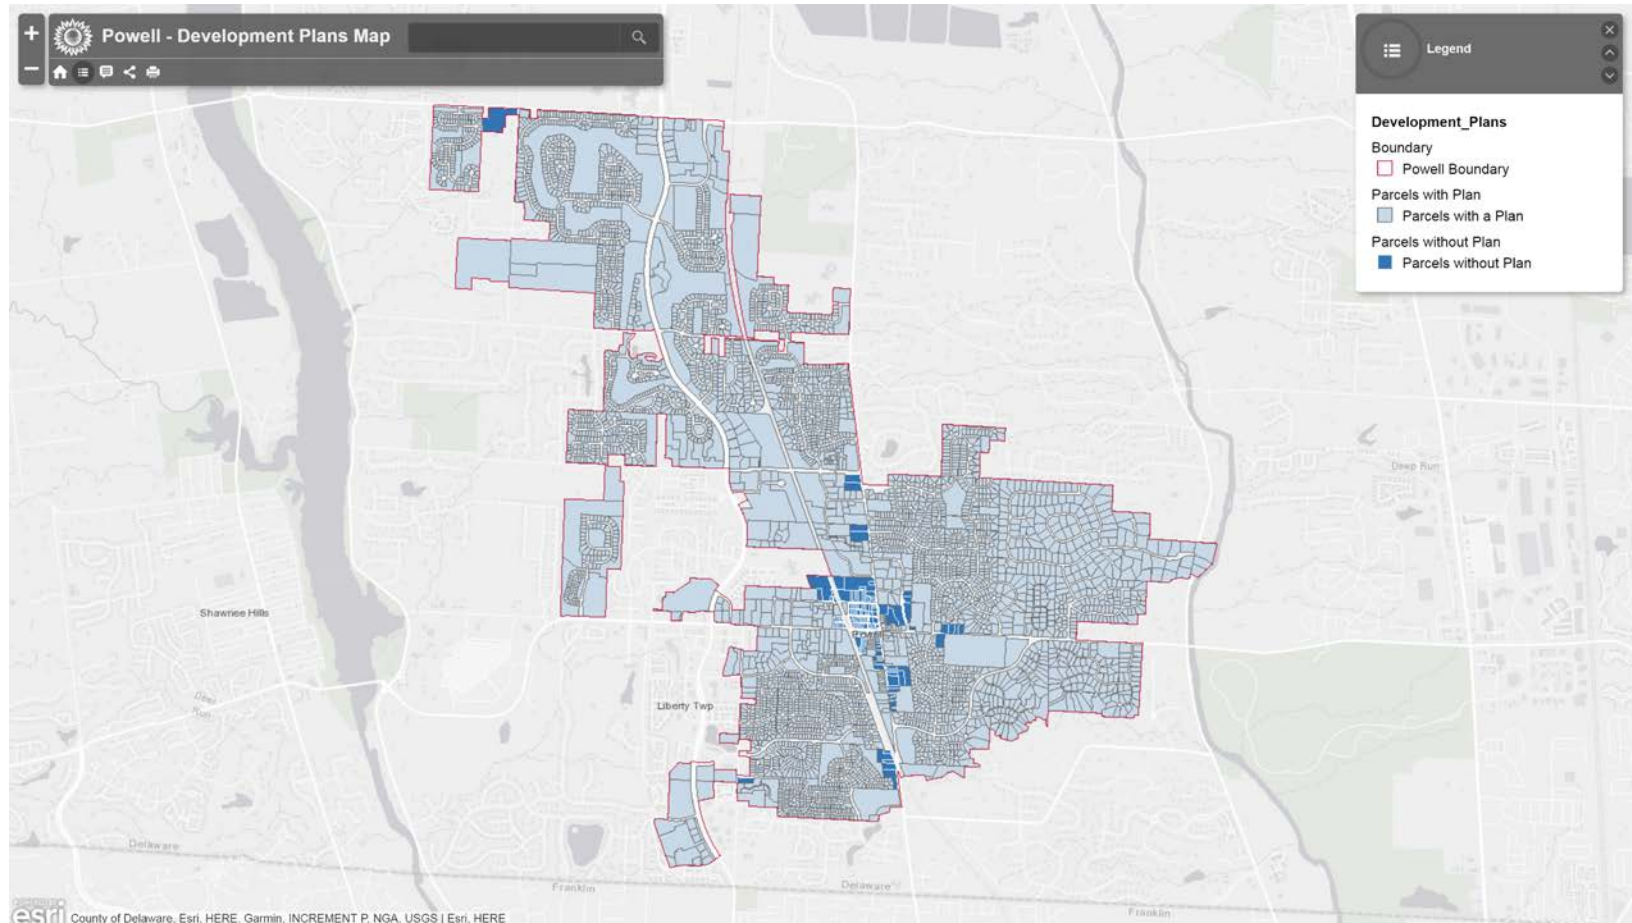 Powell - Development Plans Map
Legend
Development_Plans
Boundary
Powell Boundary
Parcels with Plan
Parcels with a Plan
Parcels without Plan
Parcels without Plan
Deep Run
Shawnee Hills
Deer
Run
Liberty Twp
Delaware
Franklin
Delaware
Franklin
esri
County of Delaware, Esri, HERE, Garmin, INCREMENT P, NGA, USGS | Esri, HERE